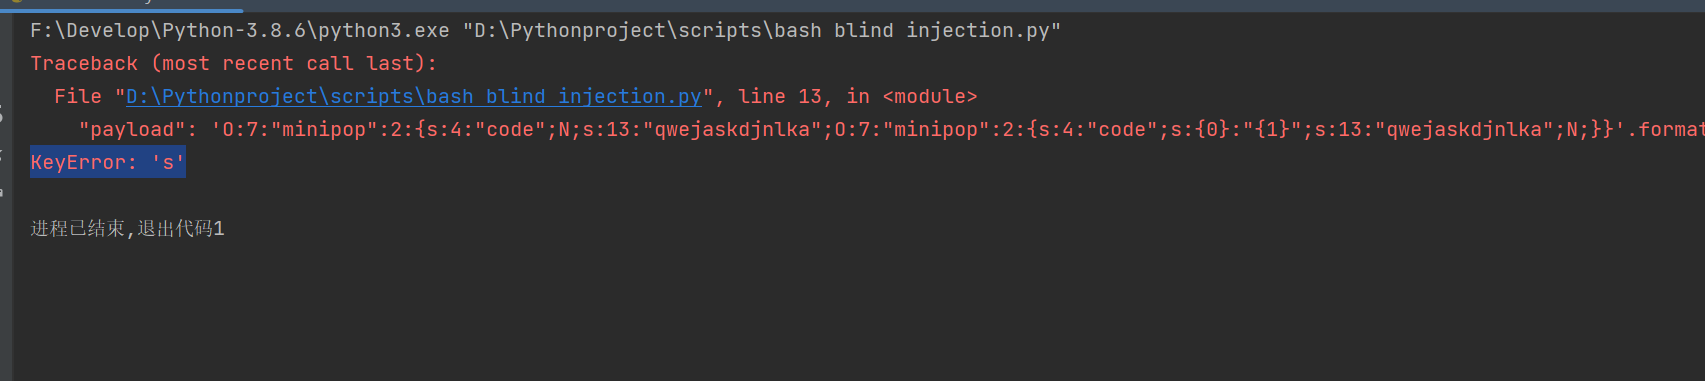 F:\Develop\Python-3.8.6\python3.exe "D:\Pythonproject\scripts\bash blind injection.py"
Traceback (most recent call last):
  File "D:\Pythonproject\scripts\bash blind injection.py", line 13, in <module>
    "payload": 'O:7:"minipop":2:{s:4:"code";N;s:13:"qwejaskdjnlka";O:7:"minipop":2:{s:4:"code";s:{0}:"{1}";s:13:"qwejaskdjnlka";N;}}'.format
KeyError: 's'
进程已结束,退出代码1